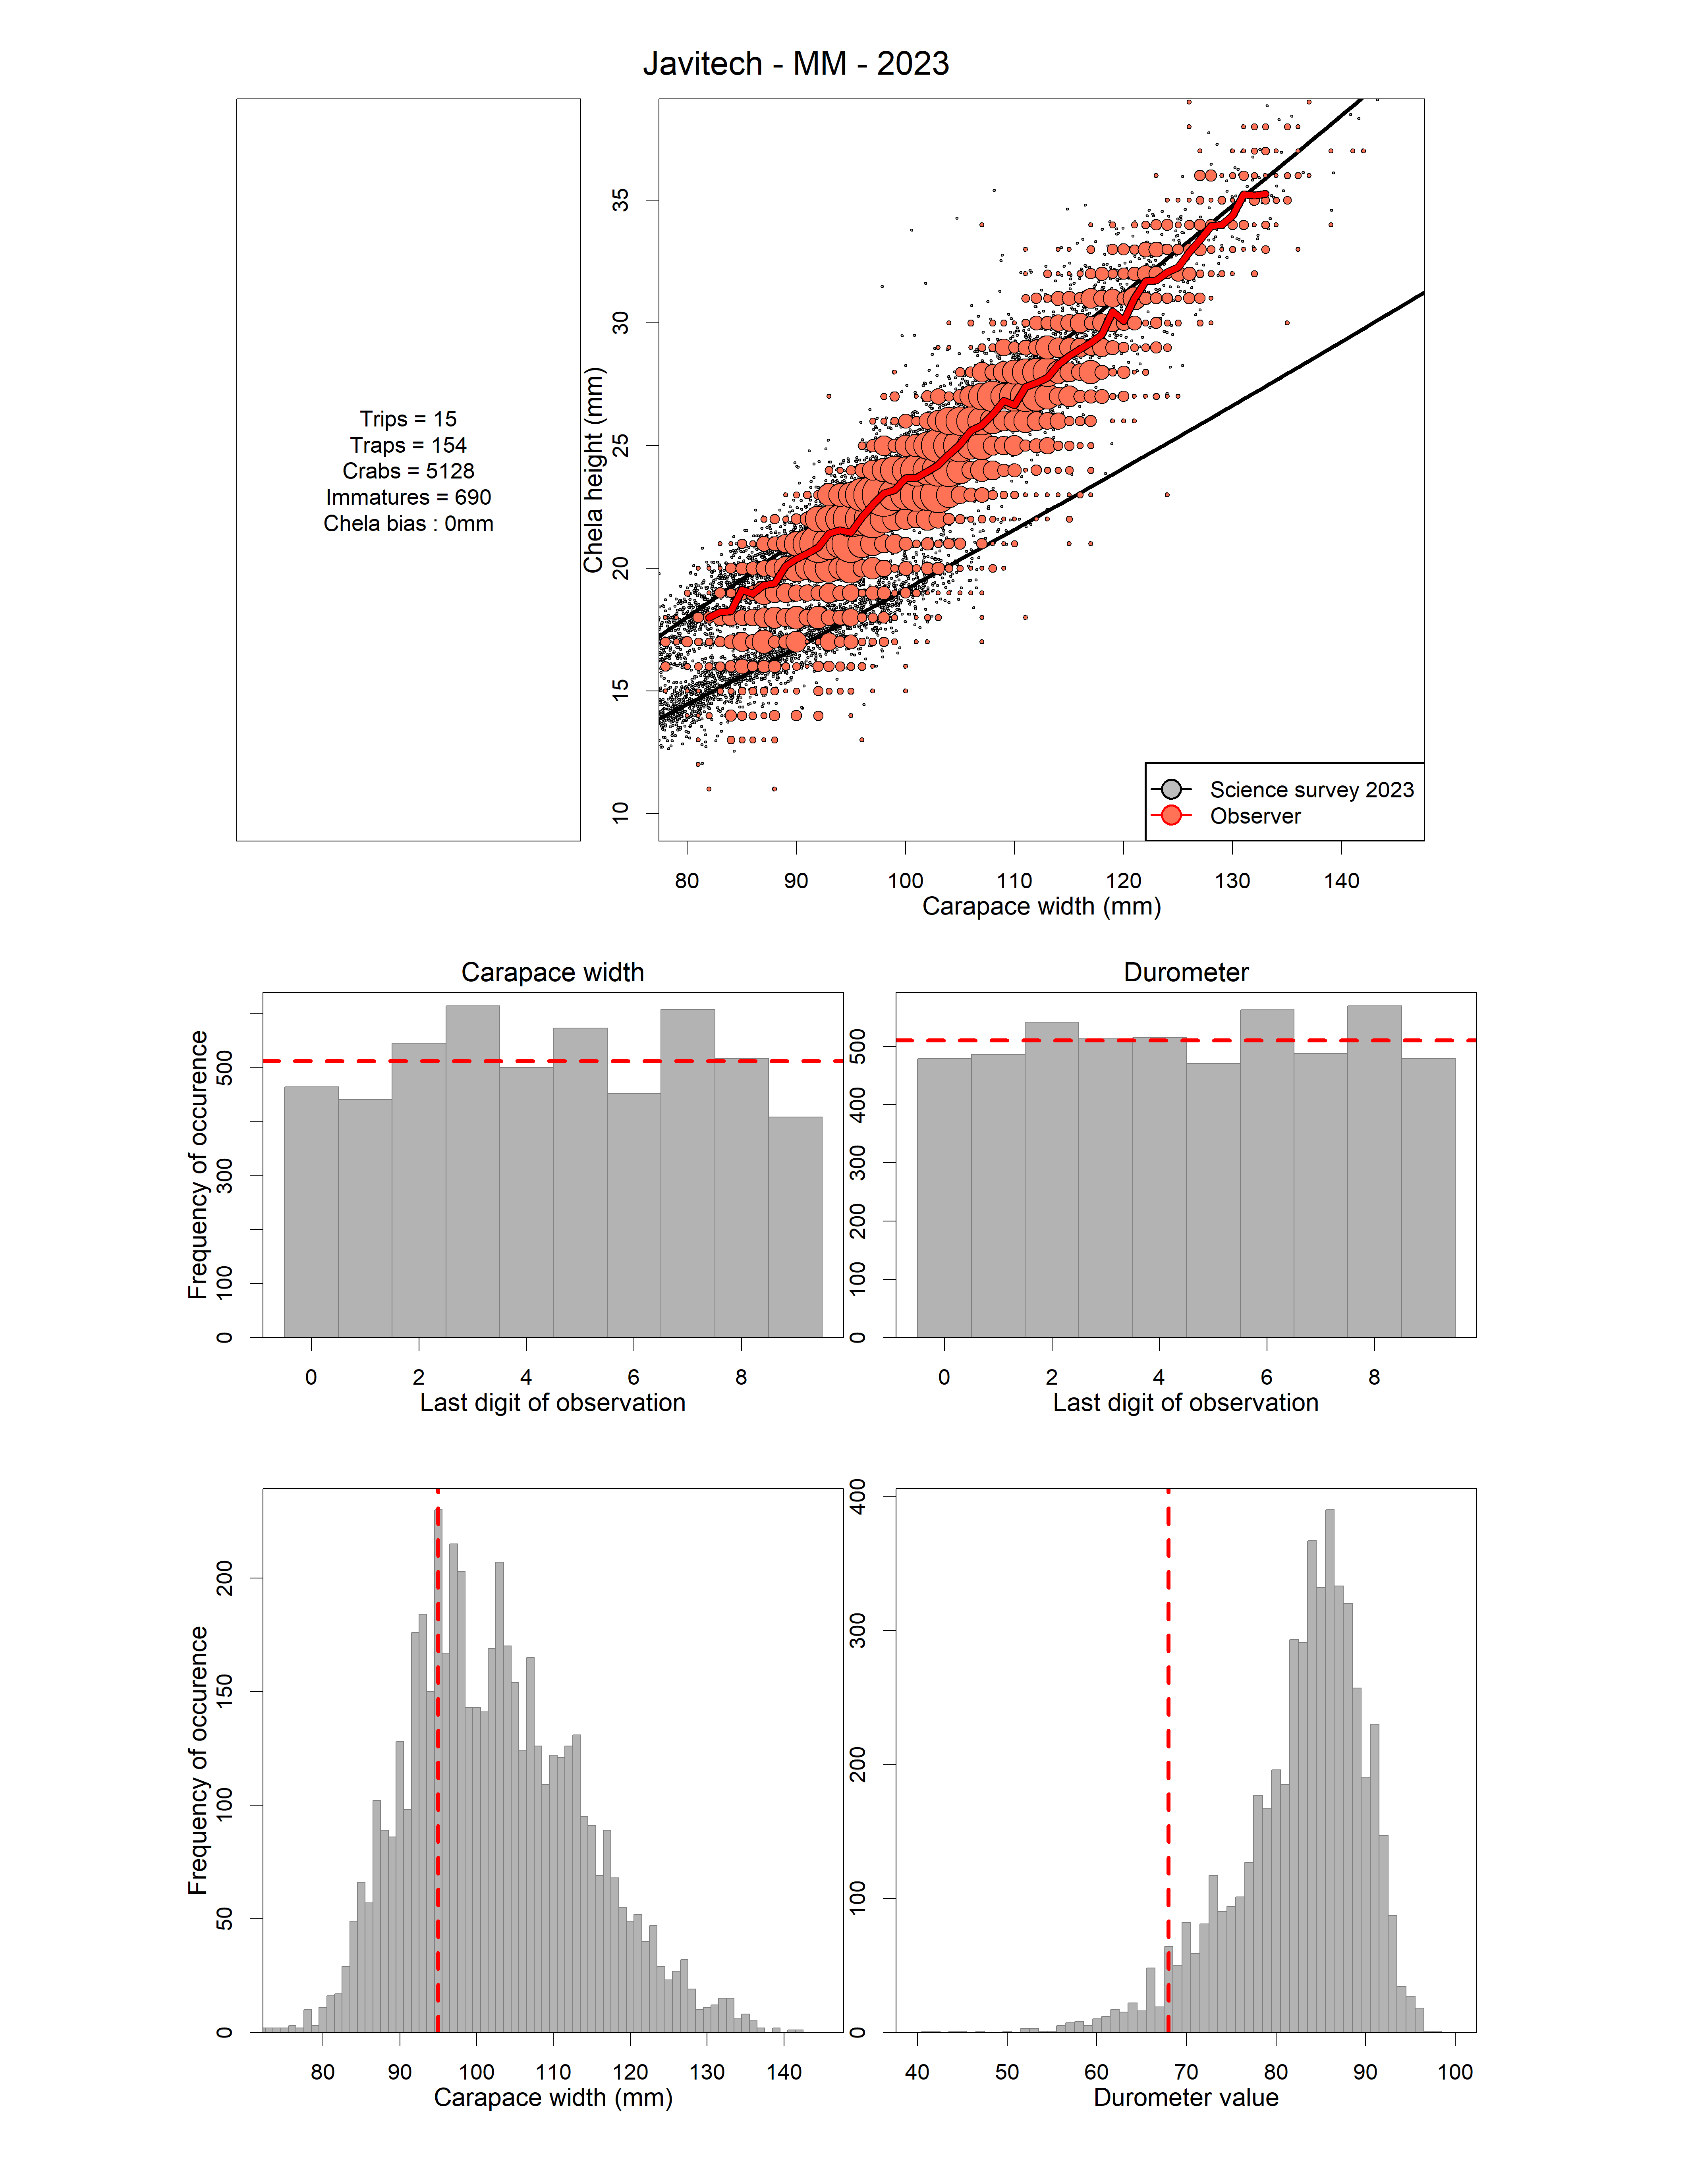 Javitech - MM - 2023
Trips = 15
Traps = 154
Crabs = 5128
Immatures = 690
Chela bias : 0mm
Chela height (mm)
35
30
25
20
15
10
Science survey 2023
Observer
80 90 100 110 120 130 140
Carapace width (mm)
Carapace width
Frequency of occurence
500
300
100
0
0 2 4 6 8
Last digit of observation
Durometer
500
400
300
200
100
0
0 2 4 6 8
Last digit of observation
Frequency of occurence
200
150
100
50
0
80 90 100 110 120 130 140
Carapace width (mm)
400
300
200
100
0
40 50 60 70 80 90 100
Durometer value